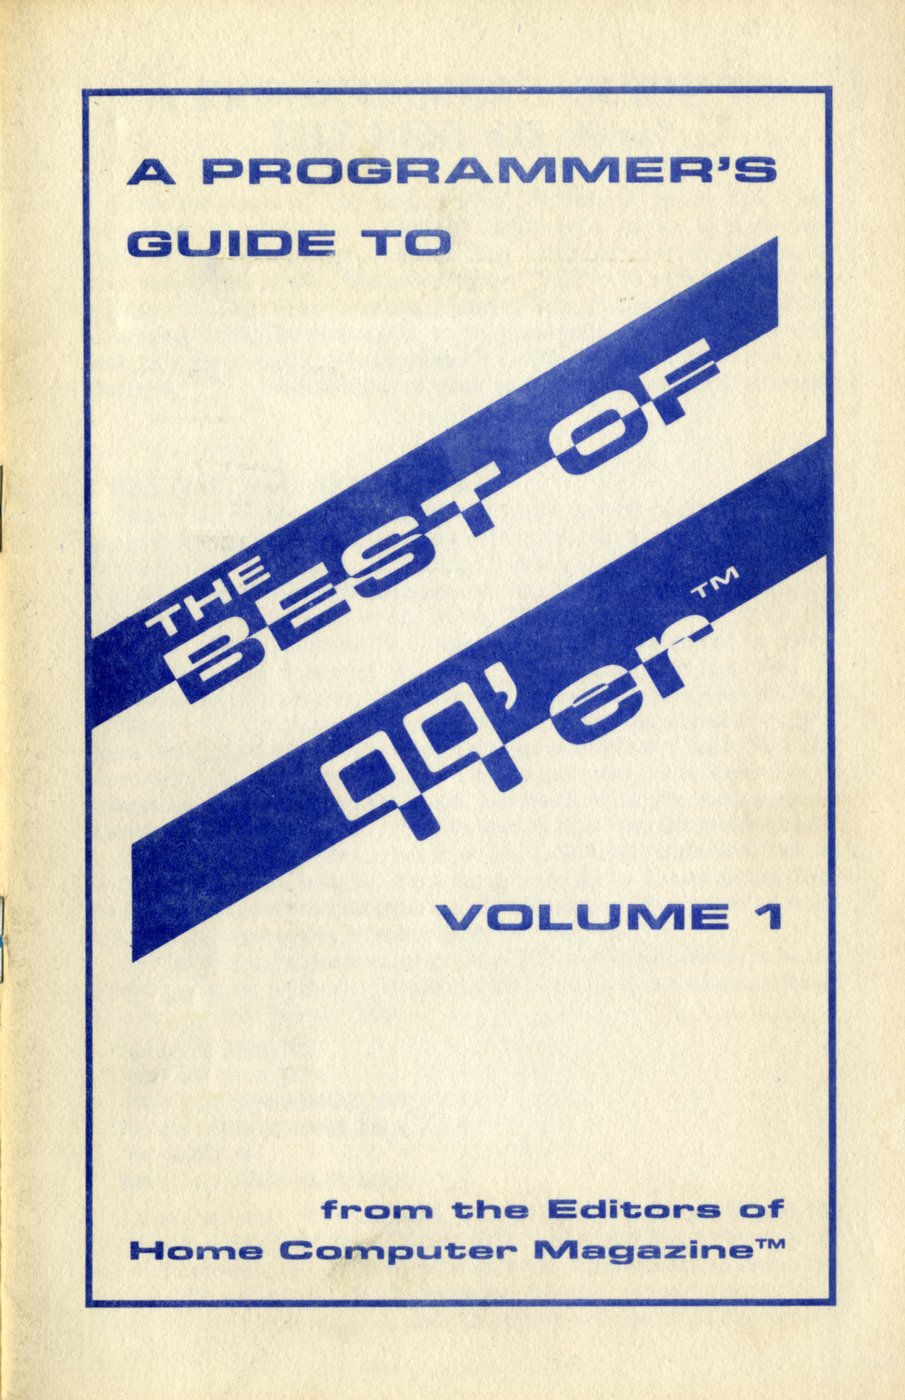 A PROGRAMMER'S
GUIDE TO
THE
BEST OF
99'er™
VOLUME 1
from the Editors of
Home Computer Magazine™